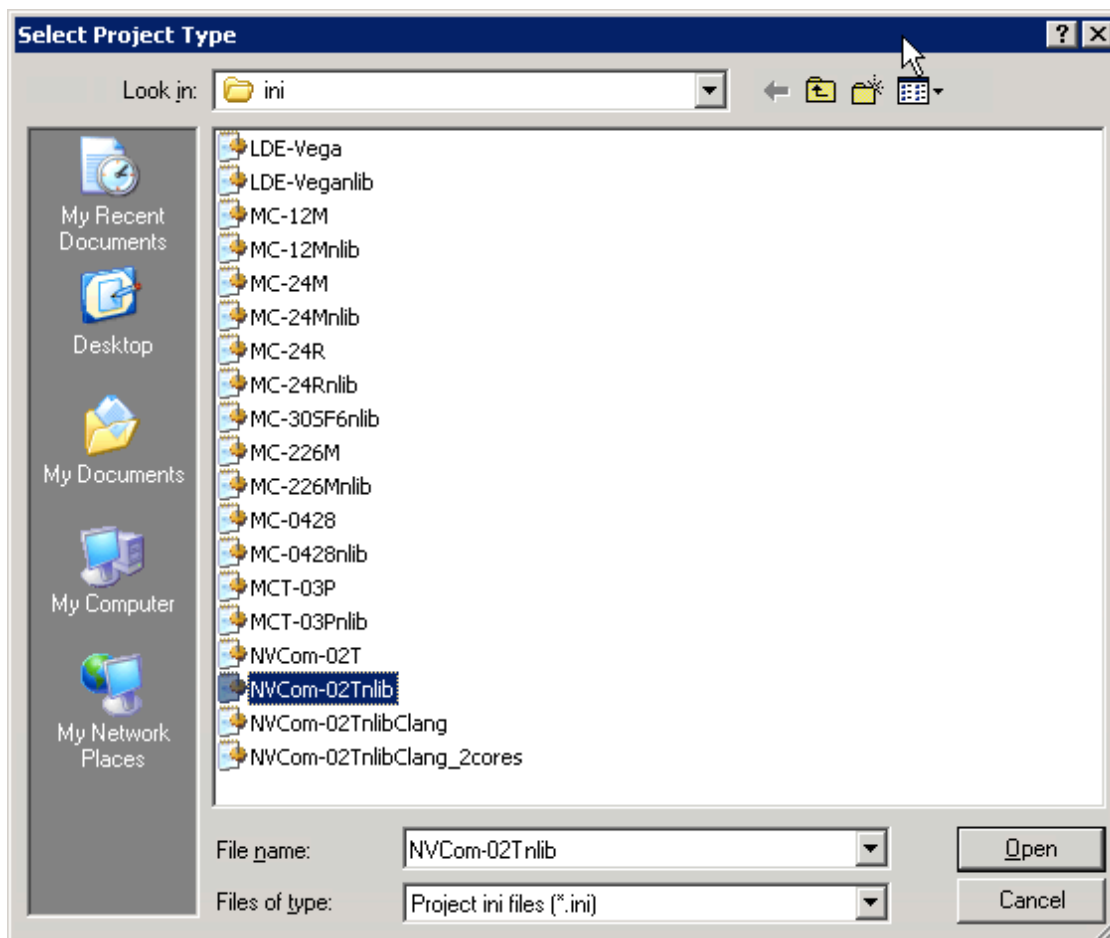 Select Project Type
Look in: ini
My Recent
Documents
Desktop
My Documents
My Computer
My Network
Places
LDE-Vega
LDE-Veganlib
MC-12M
MC-12Mnlib
MC-24M
MC-24Mnlib
MC-24R
MC-24Rnlib
MC-30SF6nlib
MC-226M
MC-226Mnlib
MC-0428
MC-0428nlib
MCT-03P
MCT-03Pnlib
NVCom-02T
NVCom-02Tnlib
NVCom-02TnlibClang
NVCom-02TnlibClang_2cores
File name: NVCom-02Tnlib Open
Files of type: Project ini files (*.ini) Cancel